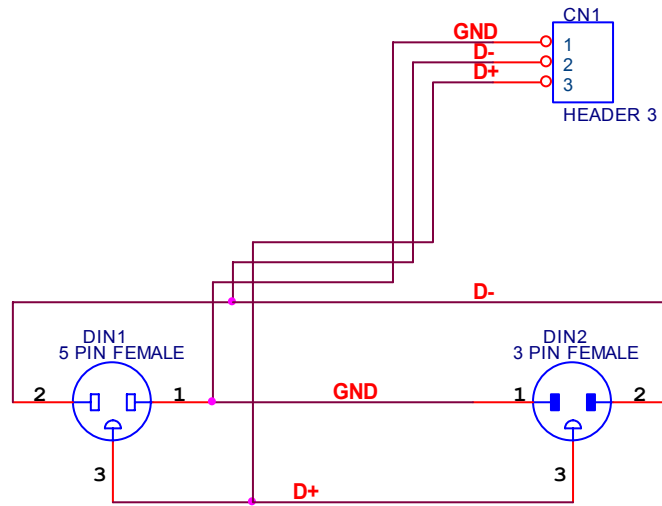 CN1
GND
1
D-
2
D+
3
HEADER 3
D-
DIN1
5 PIN FEMALE
DIN2
3 PIN FEMALE
2
1
GND
1
2
3
3
D+